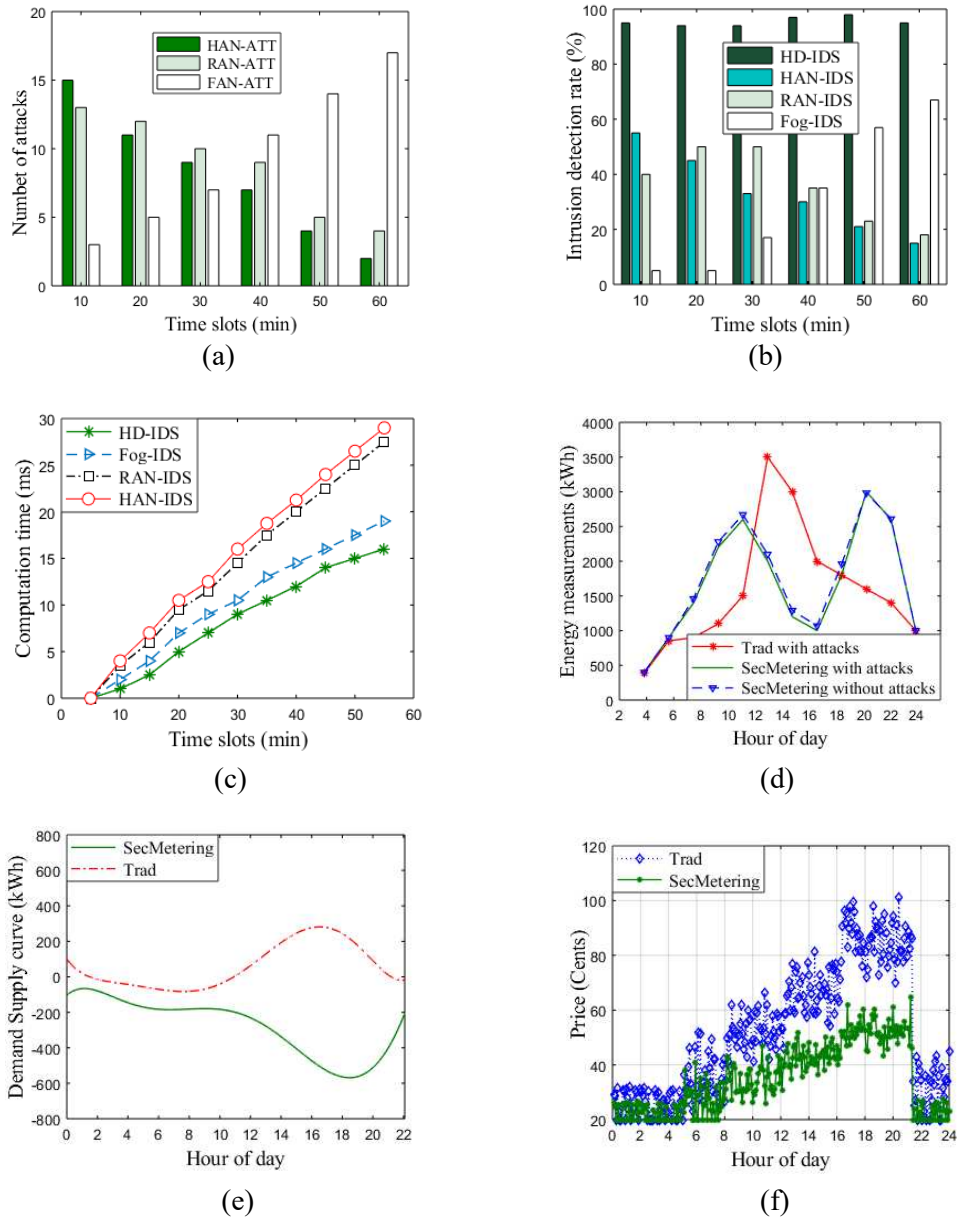 20
15
10
5
0
Numbet of attacks
HAN-ATT
RAN-ATT
FAN-ATT
10 20 30 40 50 60
Time slots (min)
(a)
100
80
60
40
20
0
Intrusion detection rate (%)
HD-IDS
HAN-IDS
RAN-IDS
Fog-IDS
10 20 30 40 50 60
Time slots (min)
(b)
30
25
20
15
10
5
0
Computation time (ms)
HD-IDS
Fog-IDS
RAN-IDS
HAN-IDS
0 10 20 30 40 50 60
Time slots (min)
(c)
4000
3500
3000
2500
2000
1500
1000
500
0
Energy measurements (kWh)
Trad with attacks
SecMetering with attacks
SecMetering without attacks
2 4 6 8 10 12 14 16 18 20 22 24
Hour of day
(d)
800
600
400
200
0
-200
-400
-600
-800
Demand Supply curve (kWh)
SecMetering
Trad
0 2 4 6 8 10 12 14 16 18 20 22
Hour of day
(e)
120
100
80
60
40
20
Price (Cents)
Trad
SecMetering
0 2 4 6 8 10 12 14 16 18 20 22 24
Hour of day
(f)